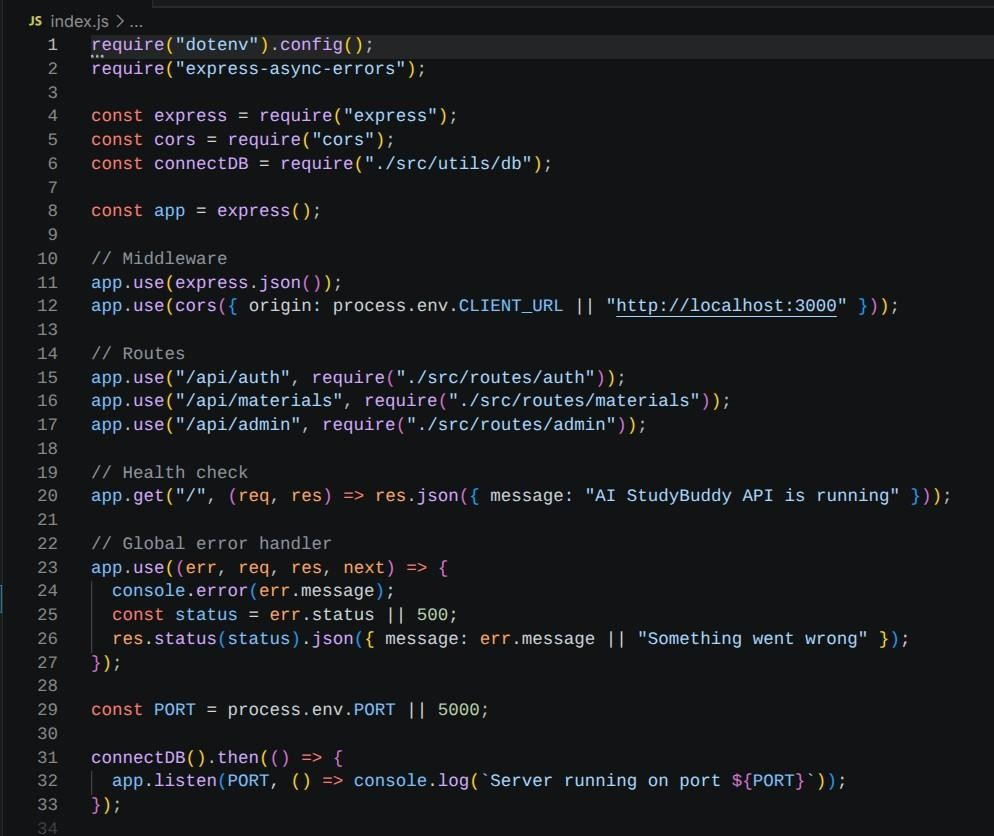 JS index.js > ...
1 require("dotenv").config();
2 require("express-async-errors");
3
4 const express = require("express");
5 const cors = require("cors");
6 const connectDB = require("./src/utils/db");
7
8 const app = express();
9
10 // Middleware
11 app.use(express.json());
12 app.use(cors({ origin: process.env.CLIENT_URL || "http://localhost:3000" }));
13
14 // Routes
15 app.use("/api/auth", require("./src/routes/auth"));
16 app.use("/api/materials", require("./src/routes/materials"));
17 app.use("/api/admin", require("./src/routes/admin"));
18
19 // Health check
20 app.get("/", (req, res) => res.json({ message: "AI StudyBuddy API is running" }));
21
22 // Global error handler
23 app.use((err, req, res, next) => {
24   console.error(err.message);
25   const status = err.status || 500;
26   res.status(status).json({ message: err.message || "Something went wrong" });
27 });
28
29 const PORT = process.env.PORT || 5000;
30
31 connectDB().then(() => {
32   app.listen(PORT, () => console.log(`Server running on port ${PORT}`));
33 });
34